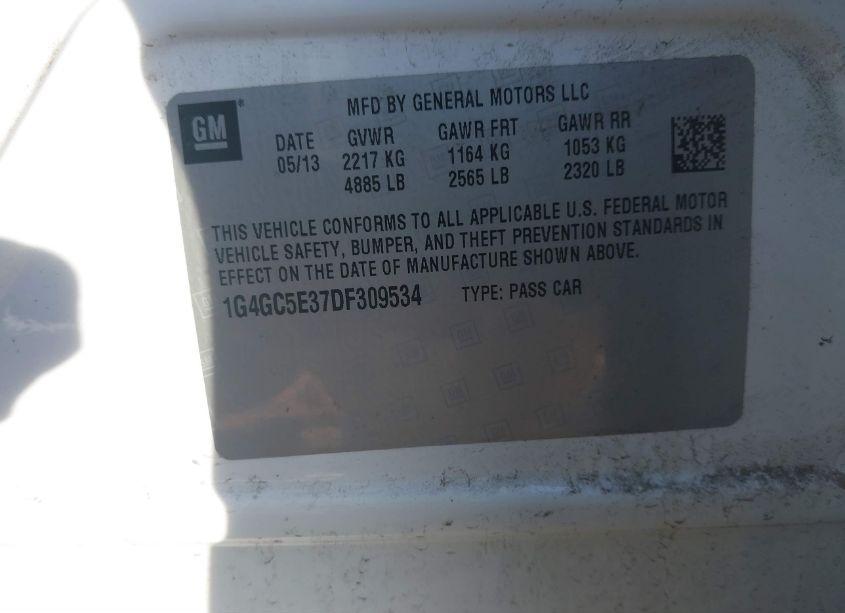 GM
MFD BY GENERAL MOTORS LLC
DATE GVWR GAWR FRT GAWR RR
05/13 2217 KG 1164 KG 1053 KG
4885 LB 2565 LB 2320 LB
THIS VEHICLE CONFORMS TO ALL APPLICABLE U.S. FEDERAL MOTOR
VEHICLE SAFETY, BUMPER, AND THEFT PREVENTION STANDARDS IN
EFFECT ON THE DATE OF MANUFACTURE SHOWN ABOVE.
1G4GC5E37DF309534 TYPE: PASS CAR